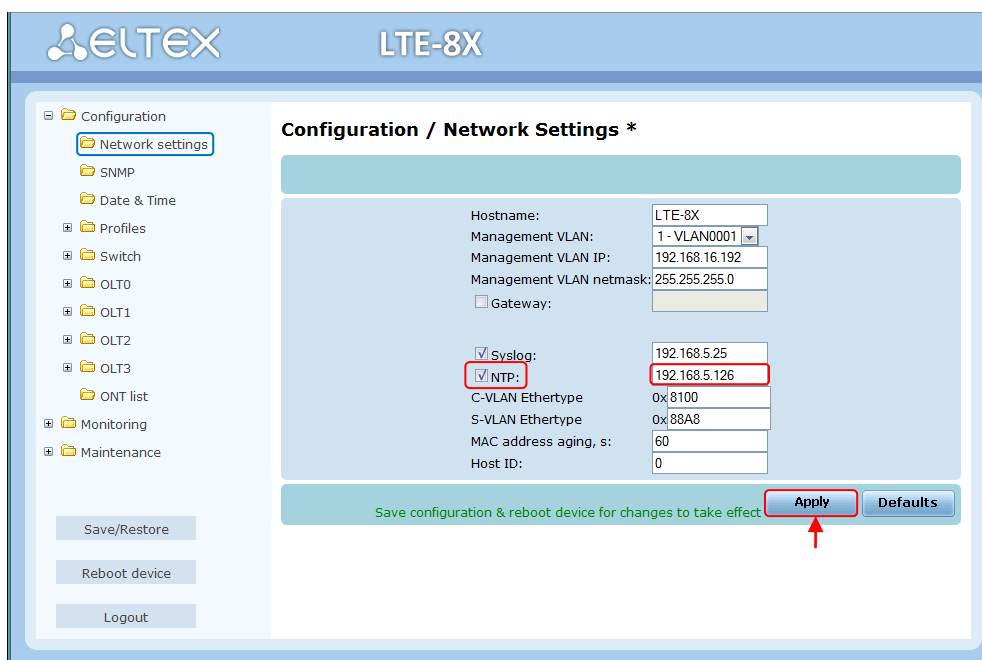 ELTEX
LTE-8X
Configuration
Network settings
SNMP
Date & Time
Profiles
Switch
OLT0
OLT1
OLT2
OLT3
ONT list
Monitoring
Maintenance
Save/Restore
Reboot device
Logout
Configuration / Network Settings *
Hostname: LTE-8X
Management VLAN: 1 - VLAN0001
Management VLAN IP: 192.168.16.192
Management VLAN netmask: 255.255.255.0
Gateway:
Syslog: 192.168.5.25
NTP: 192.168.5.126
C-VLAN Ethertype 0x 8100
S-VLAN Ethertype 0x 88A8
MAC address aging, s: 60
Host ID: 0
Save configuration & reboot device for changes to take effect Apply Defaults